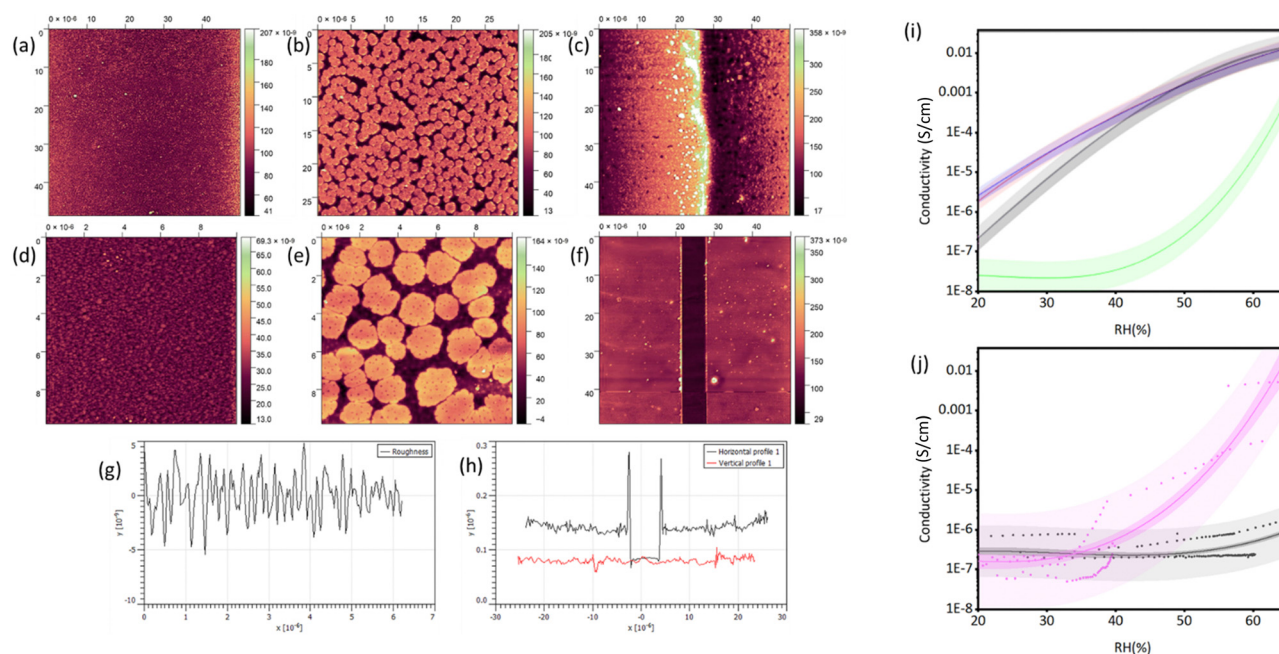 (a)
0 × 10⁻⁶ 20 40
0
10
20
30
40
207 × 10⁻⁹
180
160
140
120
100
80
60
41
(b)
0 × 10⁻⁶ 5 10 15 20 25
0
5
10
15
20
25
205 × 10⁻⁹
180
160
140
120
100
80
60
40
13
(c)
0 × 10⁻⁶ 10 20 30 40
0
10
20
30
40
358 × 10⁻⁹
300
250
200
150
100
17
(d)
0 × 10⁻⁶ 2 4 6 8
0
2
4
6
8
69.3 × 10⁻⁹
65.0
60.0
55.0
50.0
45.0
40.0
35.0
30.0
25.0
20.0
13.0
(e)
0 × 10⁻⁶ 2 4 6 8
0
2
4
6
8
164 × 10⁻⁹
140
120
100
80
60
40
20
−4
(f)
0 × 10⁻⁶ 10 20 30 40
0
10
20
30
40
373 × 10⁻⁹
300
250
200
150
100
29
(g)
Roughness
5
0
-5
-10
y [10⁻⁹]
0 1 2 3 4 5 6 7
x [10⁻⁶]
(h)
Horizontal profile 1
Vertical profile 1
0.3
0.2
0.1
0.0
y [10⁻⁶]
-30 -20 -10 -0 10 20 30
x [10⁻⁶]
(i)
0.01
0.001
1E-4
1E-5
1E-6
1E-7
1E-8
Conductivity (S/cm)
20 30 40 50 60
RH(%)
(j)
0.01
0.001
1E-4
1E-5
1E-6
1E-7
1E-8
Conductivity (S/cm)
20 30 40 50 60
RH(%)